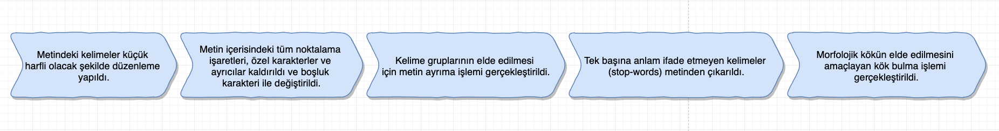 Metindeki kelimeler küçük
harfli olacak şekilde düzenleme
yapıldı.
Metin içerisindeki tüm noktalama
işaretleri, özel karakterler ve
ayrıcılar kaldırıldı ve boşluk
karakteri ile değiştirildi.
Kelime gruplarının elde edilmesi
için metin ayrıma işlemi gerçekleştirildi.
Tek başına anlam ifade etmeyen kelimeler
(stop-words) metinden çıkarıldı.
Morfolojik kökün elde edilmesini
amaçlayan kök bulma işlemi
gerçekleştirildi.